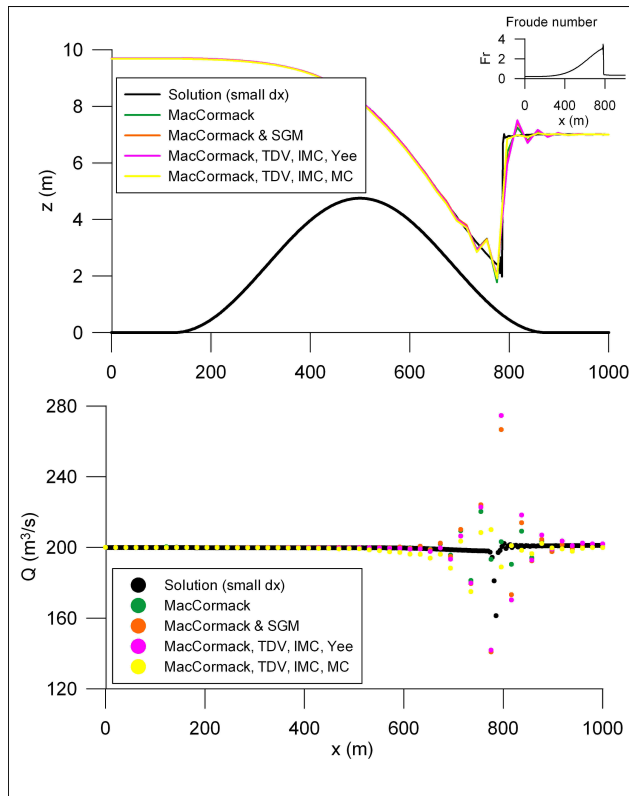 Froude number
4
2
0
Fr
0
400
800
x (m)
10
8
6
4
2
0
z (m)
Solution (small dx)
MacCormack
MacCormack & SGM
MacCormack, TDV, IMC, Yee
MacCormack, TDV, IMC, MC
0
200
400
600
800
1000
280
240
200
160
120
Q (m³/s)
Solution (small dx)
MacCormack
MacCormack & SGM
MacCormack, TDV, IMC, Yee
MacCormack, TDV, IMC, MC
0
200
400
600
800
1000
x (m)